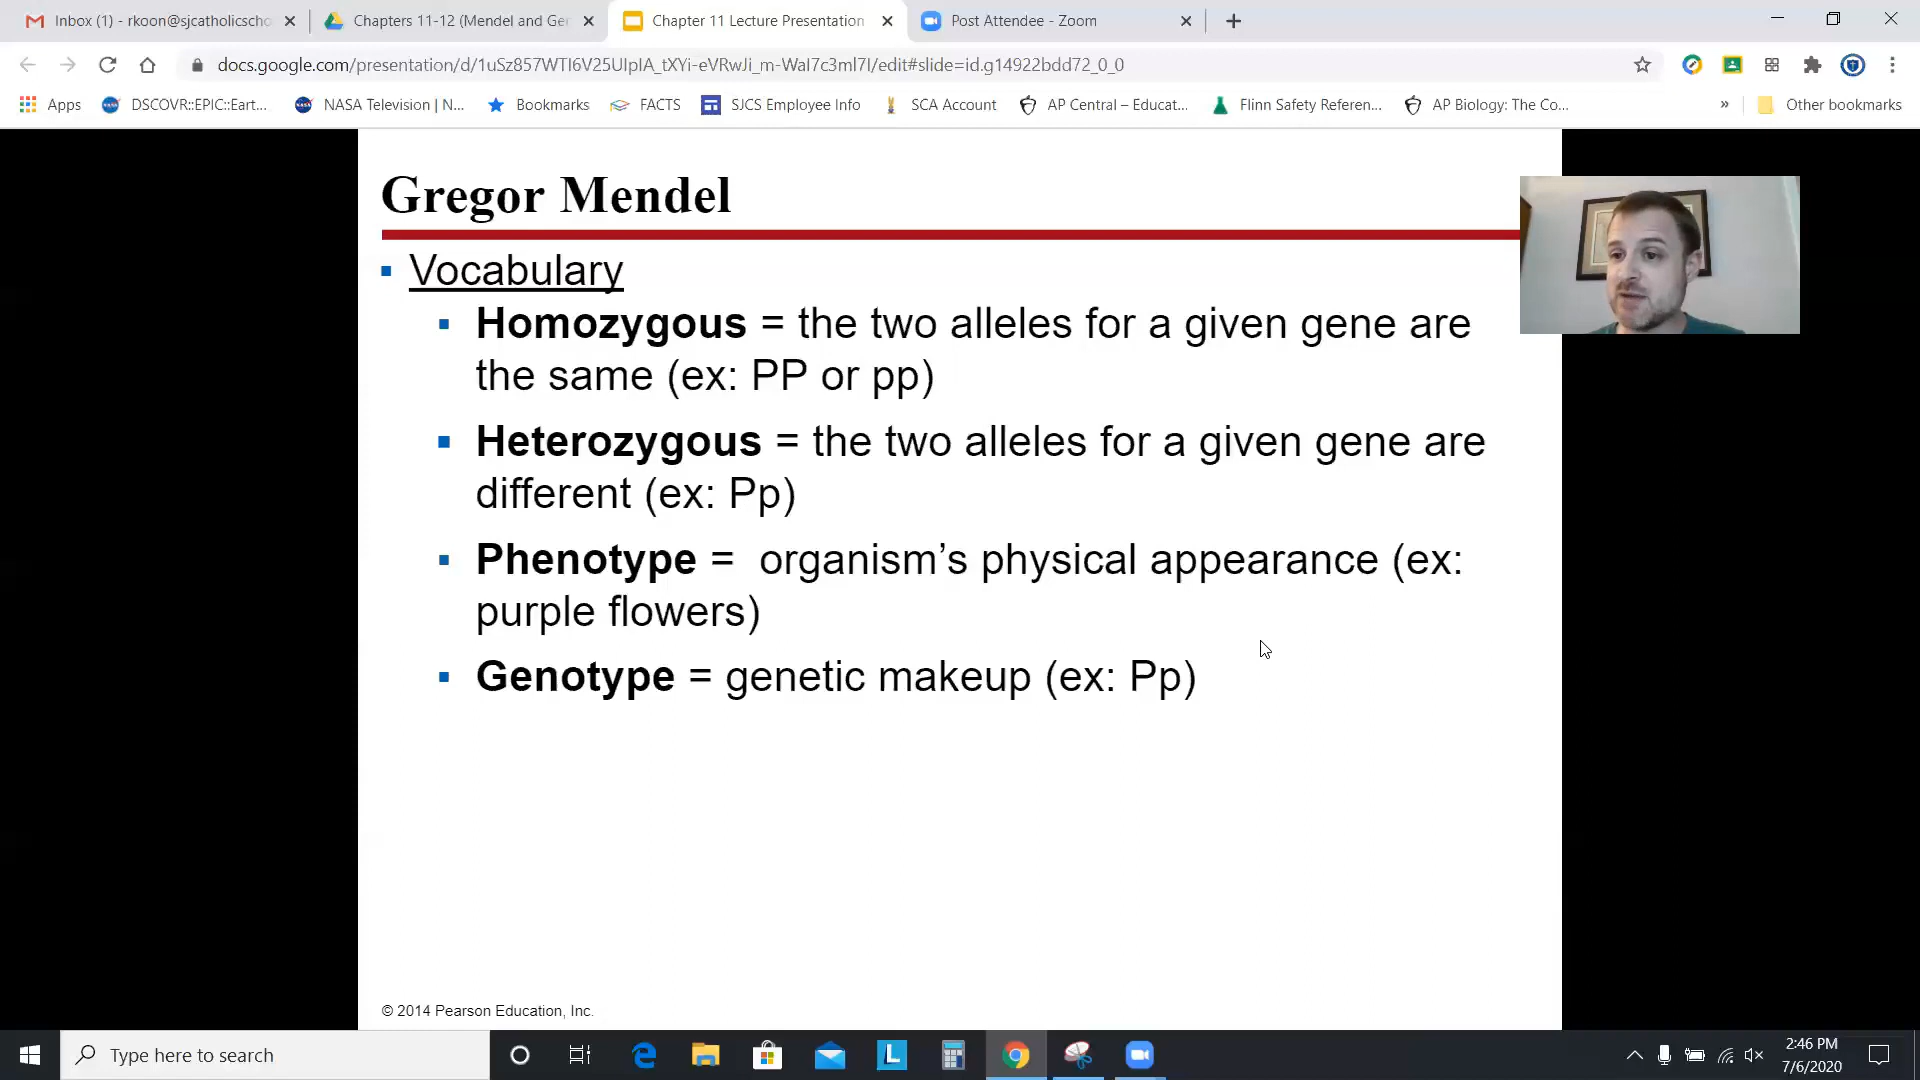 Inbox (1) - rkoon@sjcatholicscho
Chapters 11-12 (Mendel and Ge
Chapter 11 Lecture Presentation
Post Attendee - Zoom
docs.google.com/presentation/d/1uSz857WTI6V25UIpIA_tXYi-eVRwJi_m-WaI7c3ml7I/edit#slide=id.g14922bdd72_0_0
Apps
DSCOVR::EPIC::Eart...
NASA Television | N...
Bookmarks
FACTS
SJCS Employee Info
SCA Account
AP Central – Educat...
Flinn Safety Referen...
AP Biology: The Co...
»
Other bookmarks
Gregor Mendel
Vocabulary
Homozygous = the two alleles for a given gene are
the same (ex: PP or pp)
Heterozygous = the two alleles for a given gene are
different (ex: Pp)
Phenotype = organism’s physical appearance (ex:
purple flowers)
Genotype = genetic makeup (ex: Pp)
© 2014 Pearson Education, Inc.
Type here to search
2:46 PM
7/6/2020